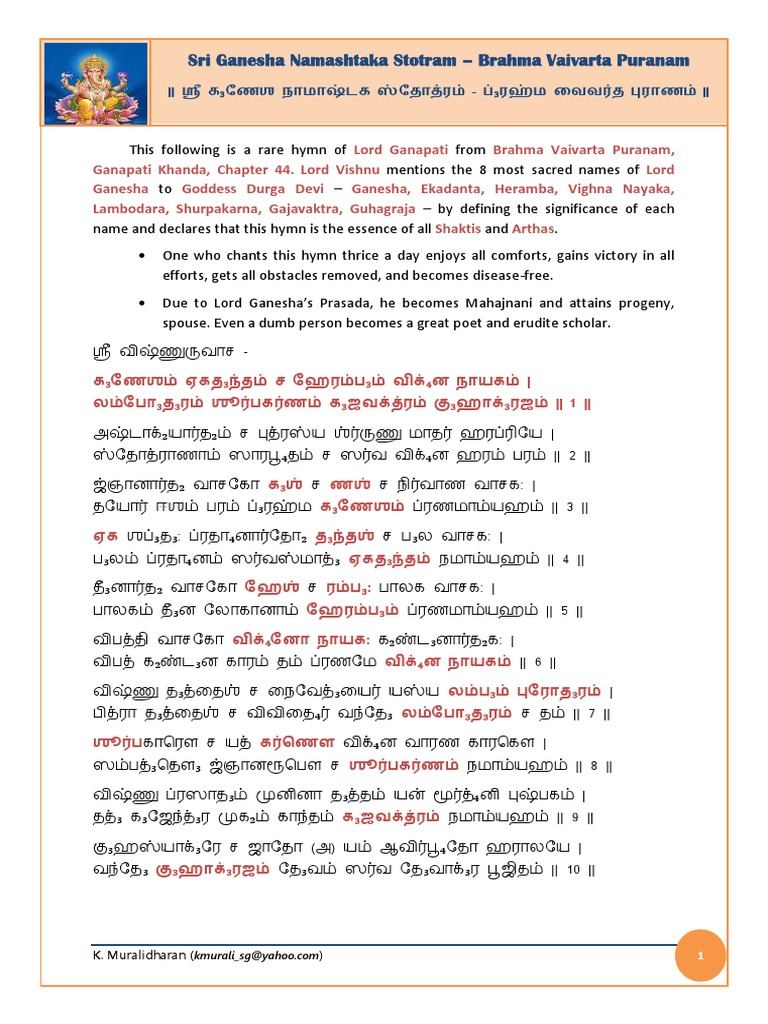 Sri Ganesha Namashtaka Stotram – Brahma Vaivarta Puranam
॥ ஸ்ரீ க₃ணேஶ நாமாஷ்டக ஸ்தோத்ரம் - ப்₃ரஹ்ம வைவர்த புராணம் ॥
This following is a rare hymn of Lord Ganapati from Brahma Vaivarta Puranam,
Ganapati Khanda, Chapter 44. Lord Vishnu mentions the 8 most sacred names of Lord
Ganesha to Goddess Durga Devi – Ganesha, Ekadanta, Heramba, Vighna Nayaka,
Lambodara, Shurpakarna, Gajavaktra, Guhagraja – by defining the significance of each
name and declares that this hymn is the essence of all Shaktis and Arthas.
• One who chants this hymn thrice a day enjoys all comforts, gains victory in all
efforts, gets all obstacles removed, and becomes disease-free.
• Due to Lord Ganesha's Prasada, he becomes Mahajnani and attains progeny,
spouse. Even a dumb person becomes a great poet and erudite scholar.
ஸ்ரீ விஷ்ணுருவாச -
க₃ணேஶம் ஏகத₃ந்தம் ச ஹேரம்ப₃ம் விக்₄ன நாயகம் |
லம்போ₃த₃ரம் ஶூர்பகர்ணம் க₃ஜவக்த்ரம் கு₃ஹாக்₃ரஜம் || 1 ||
அஷ்டாக்₂யார்த₂ம் ச புத்ரஸ்ய ஶ்ர்ருணு மாதர் ஹரப்ரியே |
ஸ்தோத்ராணாம் ஸாரபூ₄தம் ச ஸர்வ விக்₄ன ஹரம் பரம் || 2 ||
ஜ்ஞானார்த₂ வாசகோ க₃ஶ் ச ணஶ் ச நிர்வாண வாசக: |
தயோர் ஈஶம் பரம் ப்₃ரஹ்ம க₃ணேஶம் ப்ரணமாம்யஹம் || 3 ||
ஏக ஶப்₃த₃: ப்ரதா₄னார்தோ₂ த₃ந்தஶ் ச ப₃ல வாசக: |
ப₃லம் ப்ரதா₄னம் ஸர்வஸ்மாத்₃ ஏகத₃ந்தம் நமாம்யஹம் || 4 ||
தீ₃னார்த₂ வாசகோ ஹேஶ் ச ரம்ப₃: பாலக வாசக: |
பாலகம் தீ₃ன லோகானாம் ஹேரம்ப₃ம் ப்ரணமாம்யஹம் || 5 ||
விபத்தி வாசகோ விக்₄னோ நாயக: க₂ண்ட₃னார்த₂க: |
விபத் க₂ண்ட₃ன காரம் தம் ப்ரணமே விக்₄ன நாயகம் || 6 ||
விஷ்ணு த₃த்தைஶ் ச நைவேத்₃யைர் யஸ்ய லம்ப₃ம் புரோத₃ரம் |
பித்ரா த₃த்தைஶ் ச விவிதை₄ர் வந்தே₃ லம்போ₃த₃ரம் ச தம் || 7 ||
ஶூர்பகாரௌ ச யத் கர்ணௌ விக்₄ன வாரண காரகௌ |
ஸம்பத்₃தௌ₃ ஜ்ஞானரூபௌ ச ஶூர்பகர்ணம் நமாம்யஹம் || 8 ||
விஷ்ணு ப்ரஸாத₃ம் முனினா த₃த்தம் யன் மூர்த்₄னி புஷ்பகம் |
தத்₃ க₃ஜேந்த்₃ர முக₂ம் காந்தம் க₃ஜவக்த்ரம் நமாம்யஹம் || 9 ||
கு₃ஹஸ்யாக்₃ரே ச ஜாதோ (அ) யம் ஆவிர்பூ₄தோ ஹராலயே |
வந்தே₃ கு₃ஹாக்₃ரஜம் தே₃வம் ஸர்வ தே₃வாக்₃ர பூஜிதம் || 10 ||
K. Muralidharan (kmurali_sg@yahoo.com)
1